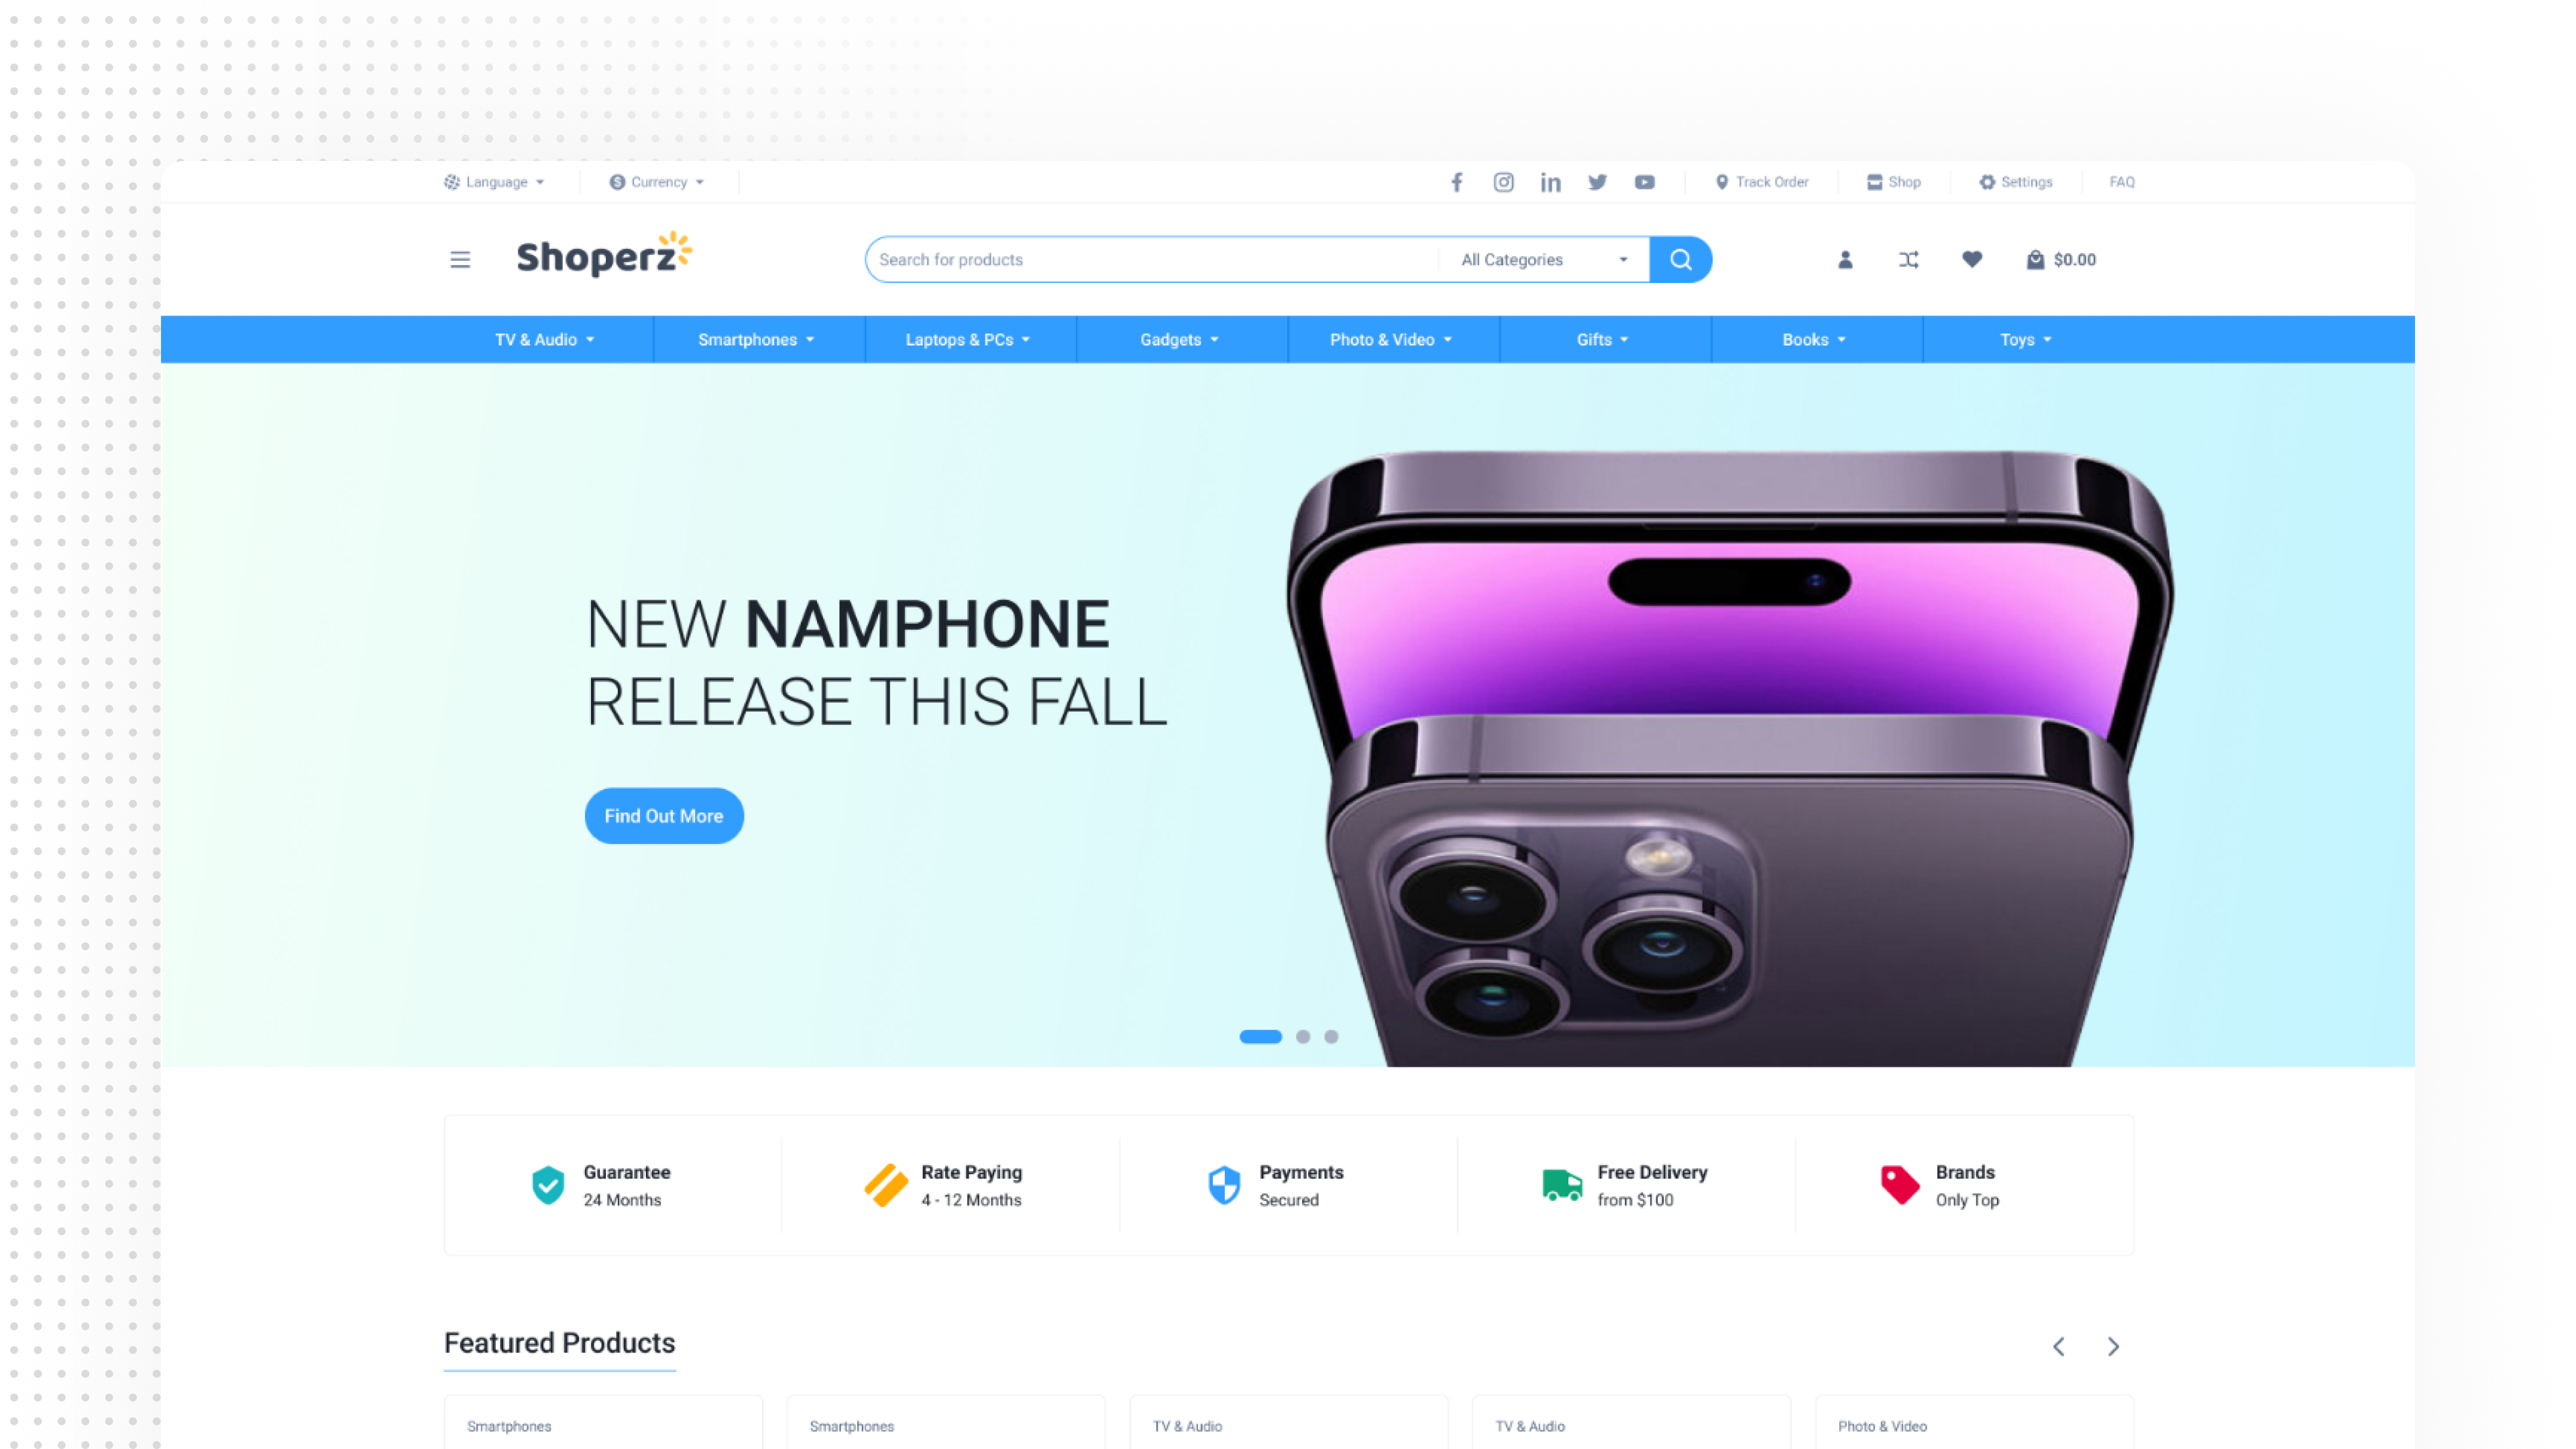 Language
Currency
Track Order
Shop
Settings
FAQ
Shoperz
Search for products
All Categories
$0.00
TV & Audio
Smartphones
Laptops & PCs
Gadgets
Photo & Video
Gifts
Books
Toys
NEW NAMPHONE
RELEASE THIS FALL
Find Out More
Guarantee
24 Months
Rate Paying
4 - 12 Months
Payments
Secured
Free Delivery
from $100
Brands
Only Top
Featured Products
Smartphones
Smartphones
TV & Audio
TV & Audio
Photo & Video